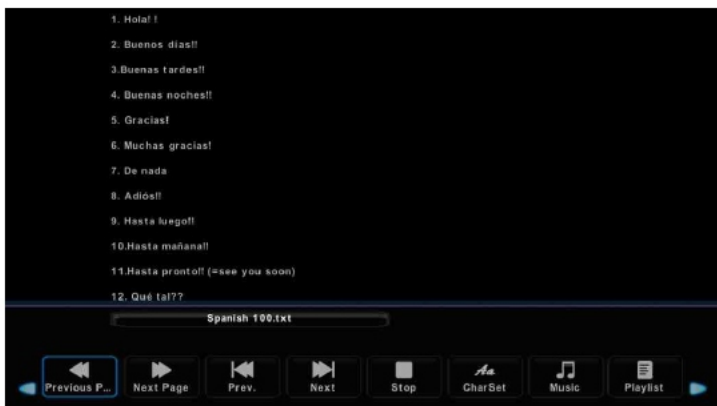 1. Hola! !
2. Buenos días!!
3.Buenas tardes!!
4. Buenas noches!!
5. Gracias!
6. Muchas gracias!
7. De nada
8. Adiós!!
9. Hasta luego!!
10.Hasta mañana!!
11.Hasta pronto!! (=see you soon)
12. Qué tal??
Spanish 100.txt
Previous P... Next Page Prev. Next Stop CharSet Music Playlist